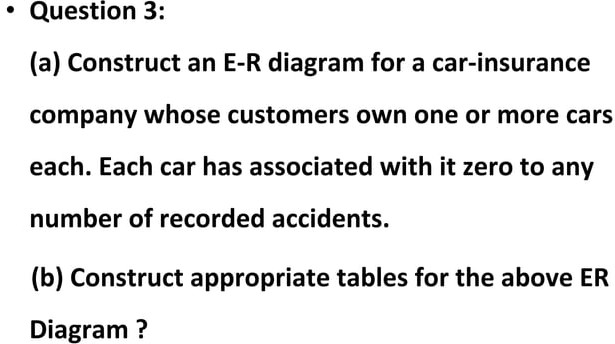 • Question 3:
(a) Construct an E-R diagram for a car-insurance
company whose customers own one or more cars
each. Each car has associated with it zero to any
number of recorded accidents.
(b) Construct appropriate tables for the above ER
Diagram ?